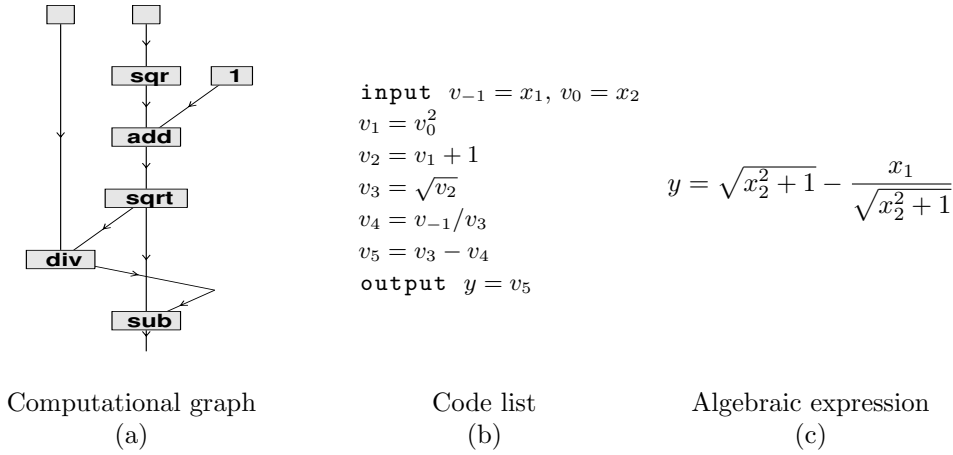 sqr
1
add
sqrt
div
sub
input v₋₁ = x₁, v₀ = x₂
v₁ = v₀²
v₂ = v₁ + 1
v₃ = √v₂
v₄ = v₋₁/v₃
v₅ = v₃ − v₄
output y = v₅
y = √(x₂² + 1) − x₁/√(x₂² + 1)
Computational graph
(a)
Code list
(b)
Algebraic expression
(c)